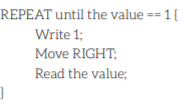 REPEAT until the value == 1 {
Write 1;
Move RIGHT;
Read the value;
}